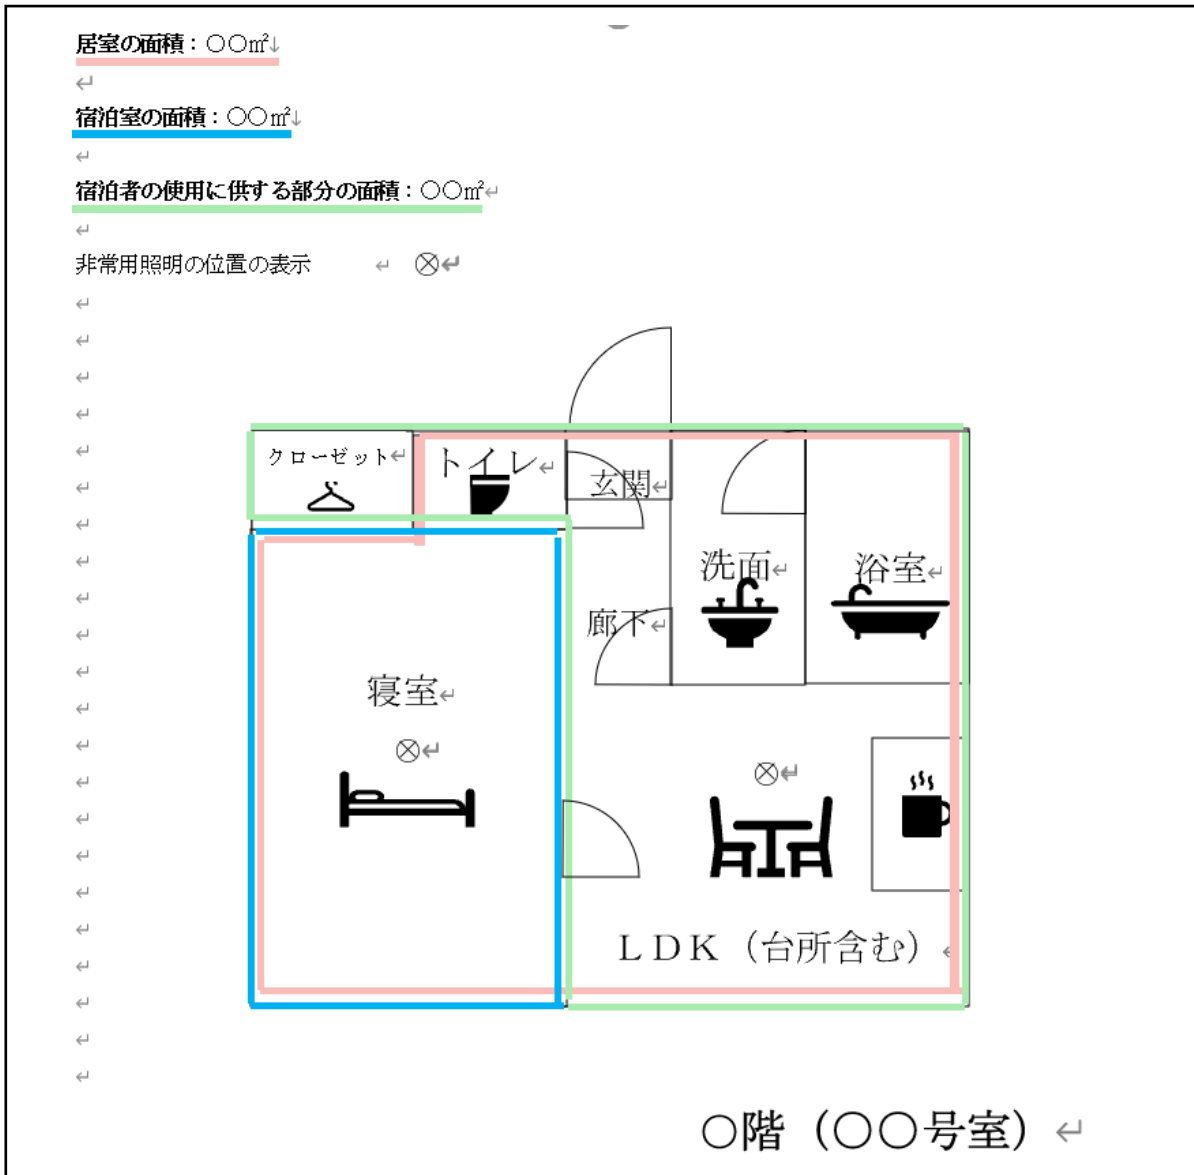 居室の面積：〇〇㎡↓
↵
宿泊室の面積：〇〇㎡↓
↵
宿泊者の使用に供する部分の面積：〇〇㎡↵
↵
非常用照明の位置の表示 ↵ ⊗↵
↵
↵
↵
↵
クローゼット↵
トイレ↵
玄関↵
洗面↵
浴室↵
廊下↵
寝室↵
⊗↵
⊗↵
ＬＤＫ（台所含む）↵
〇階（〇〇号室）↵